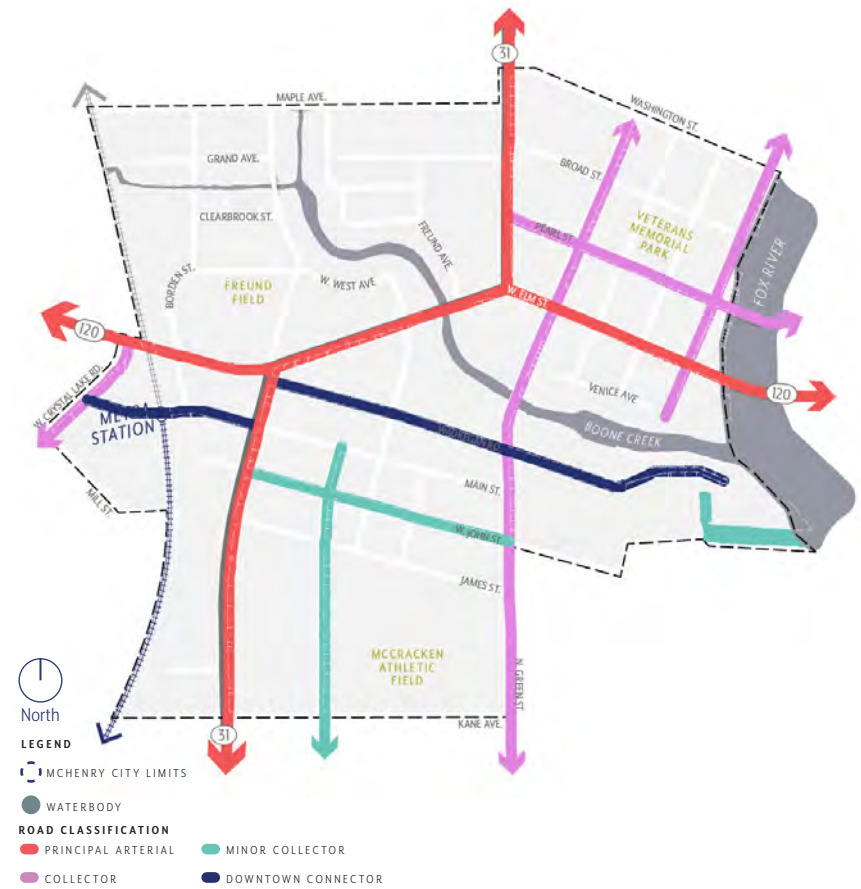 31
MAPLE AVE.
WASHINGTON ST.
GRAND AVE.
BROAD ST.
CLEARBROOK ST.
PEARL ST.
VETERANS
MEMORIAL
PARK
FREUND AVE.
FOX RIVER
BORDEN ST.
W. WEST AVE
FREUND
FIELD
W. ELM ST.
120
W. CRYSTAL LAKE RD.
VENICE AVE
120
METRA
STATION
BOONE CREEK
MAIN ST.
MILL ST.
W. JOHN ST.
JAMES ST.
MCCRACKEN
ATHLETIC
FIELD
N. GREEN ST.
KANE AVE.
31
North
LEGEND
MCHENRY CITY LIMITS
WATERBODY
ROAD CLASSIFICATION
PRINCIPAL ARTERIAL
MINOR COLLECTOR
COLLECTOR
DOWNTOWN CONNECTOR